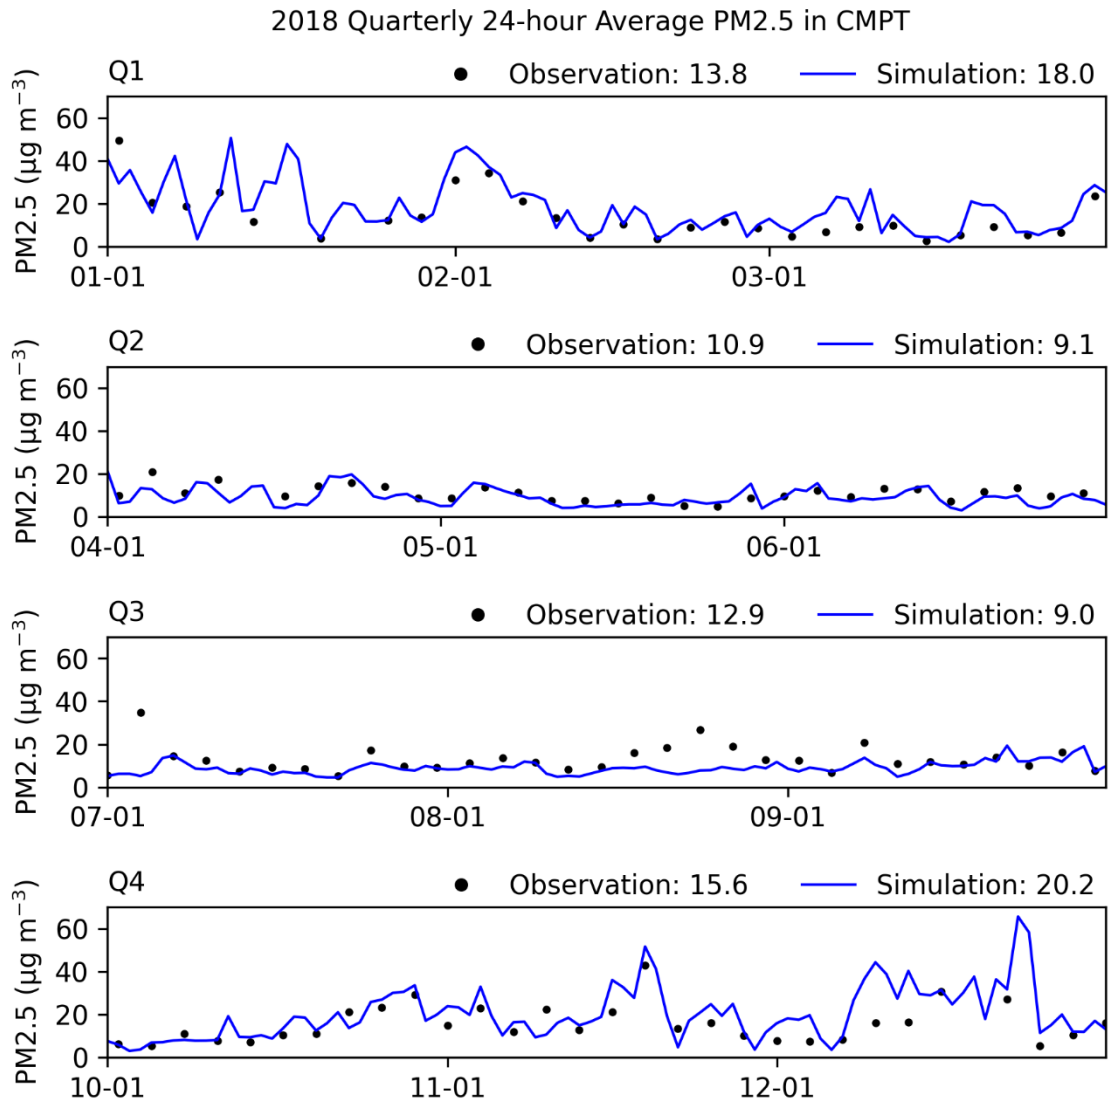 2018 Quarterly 24-hour Average PM2.5 in CMPT
Q1 Observation: 13.8 Simulation: 18.0
PM2.5 (μg m⁻³)
60
40
20
0
01-01 02-01 03-01
Q2 Observation: 10.9 Simulation: 9.1
PM2.5 (μg m⁻³)
60
40
20
0
04-01 05-01 06-01
Q3 Observation: 12.9 Simulation: 9.0
PM2.5 (μg m⁻³)
60
40
20
0
07-01 08-01 09-01
Q4 Observation: 15.6 Simulation: 20.2
PM2.5 (μg m⁻³)
60
40
20
0
10-01 11-01 12-01